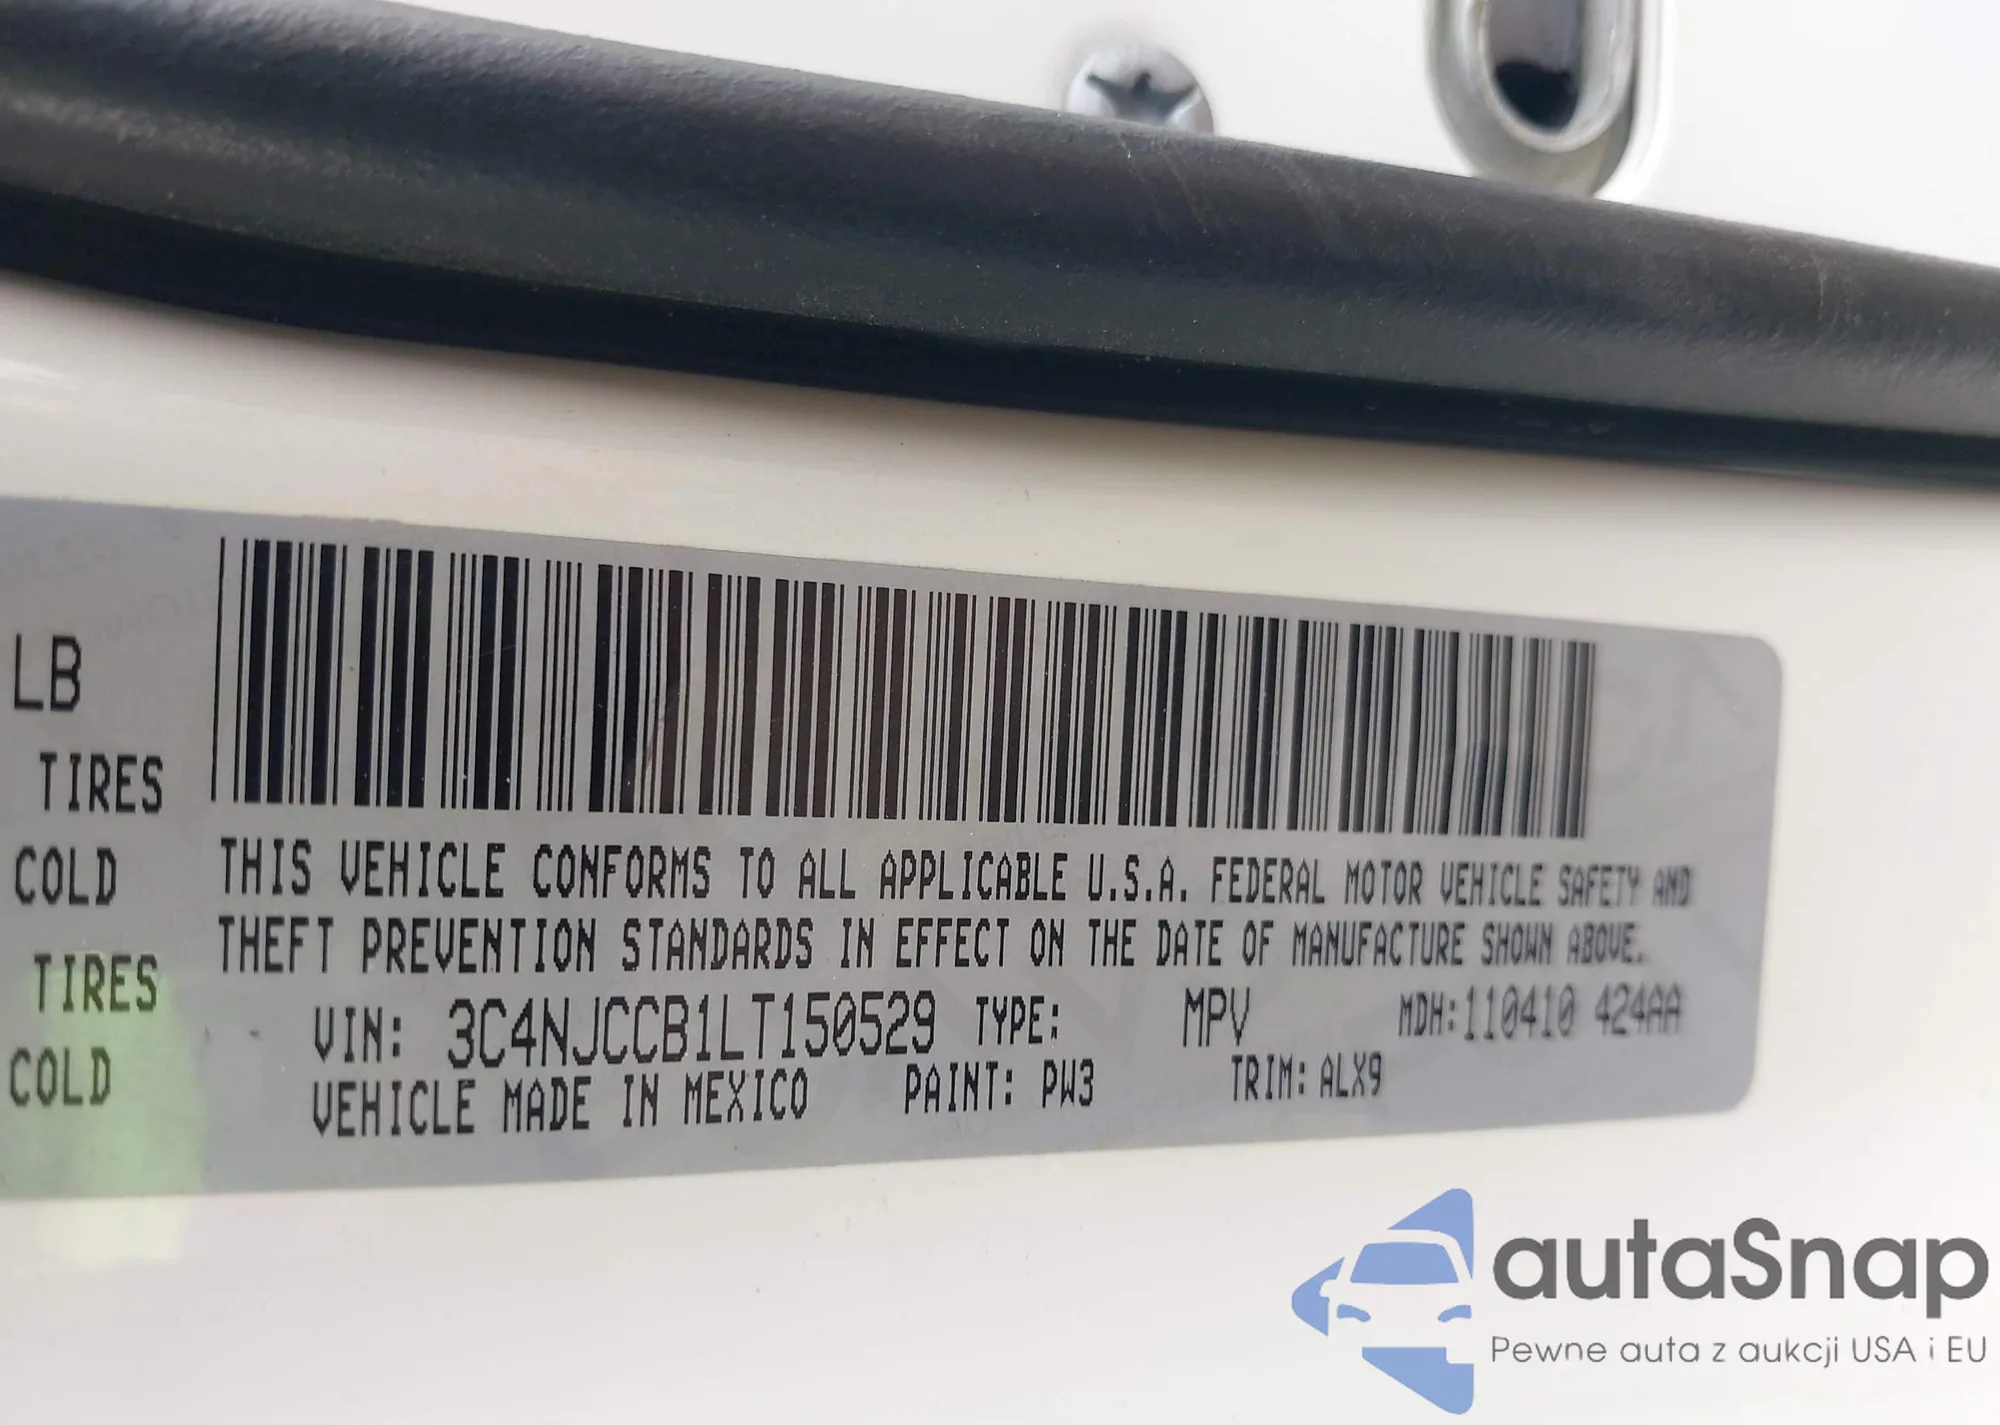 LB
TIRES
COLD
TIRES
COLD
THIS VEHICLE CONFORMS TO ALL APPLICABLE U.S.A. FEDERAL MOTOR VEHICLE SAFETY AND
THEFT PREVENTION STANDARDS IN EFFECT ON THE DATE OF MANUFACTURE SHOWN ABOVE.
VIN: 3C4NJCCB1LT150529 TYPE: MPV MDH:110410 424AA
VEHICLE MADE IN MEXICO PAINT: PW3 TRIM: ALX9
autaSnap
Pewne auta z aukcji USA i EU